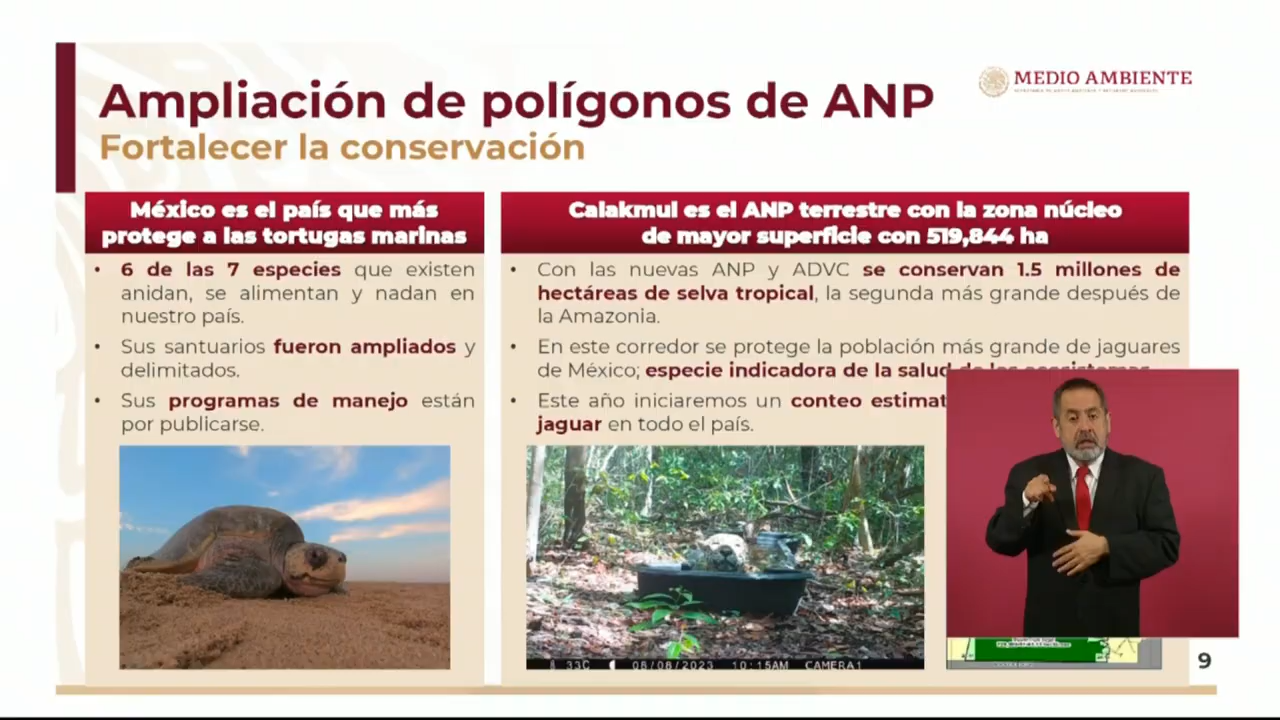 Ampliación de polígonos de ANP
Fortalecer la conservación
MEDIO AMBIENTE
México es el país que más
protege a las tortugas marinas
• 6 de las 7 especies que existen
anidan, se alimentan y nadan en
nuestro país.
• Sus santuarios fueron ampliados y
delimitados.
• Sus programas de manejo están
por publicarse.
Calakmul es el ANP terrestre con la zona núcleo
de mayor superficie con 519,844 ha
• Con las nuevas ANP y ADVC se conservan 1.5 millones de
hectáreas de selva tropical, la segunda más grande después de
la Amazonia.
• En este corredor se protege la población más grande de jaguares
de México; especie indicadora de la salud de los ecosistemas.
• Este año iniciaremos un conteo estimat
jaguar en todo el país.
33C 08/08/2023 10:15AM CAMERA1
9